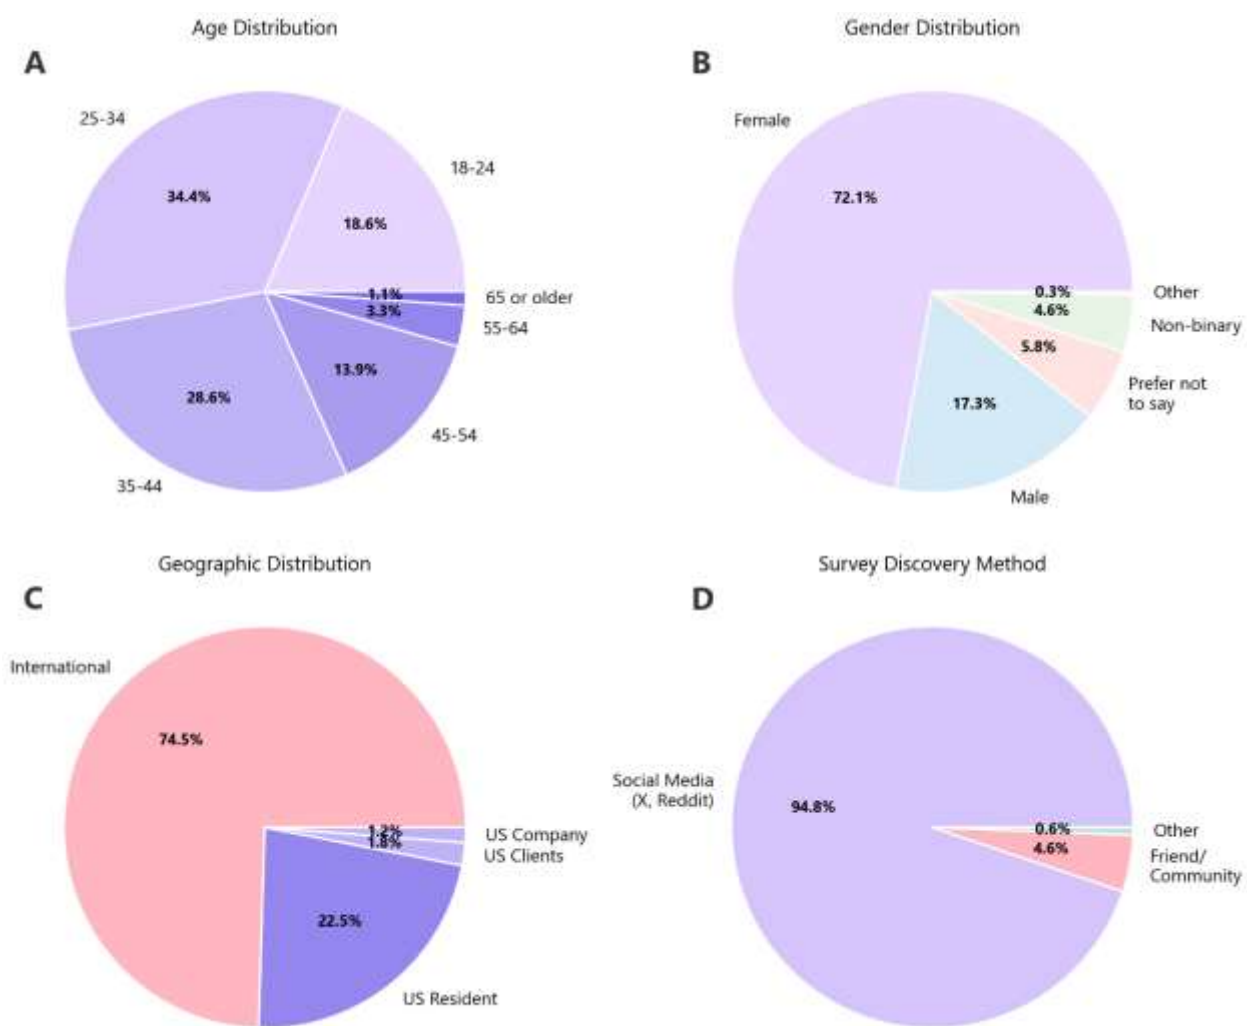 Age Distribution
A
25-34
34.4%
18-24
18.6%
1.1%
65 or older
3.3%
55-64
13.9%
45-54
28.6%
35-44
Gender Distribution
B
Female
72.1%
0.3%
Other
4.6%
Non-binary
5.8%
Prefer not
to say
17.3%
Male
Geographic Distribution
C
International
74.5%
1.2%
US Company
1.8%
US Clients
22.5%
US Resident
Survey Discovery Method
D
Social Media
(X, Reddit)
94.8%
0.6%
Other
4.6%
Friend/
Community